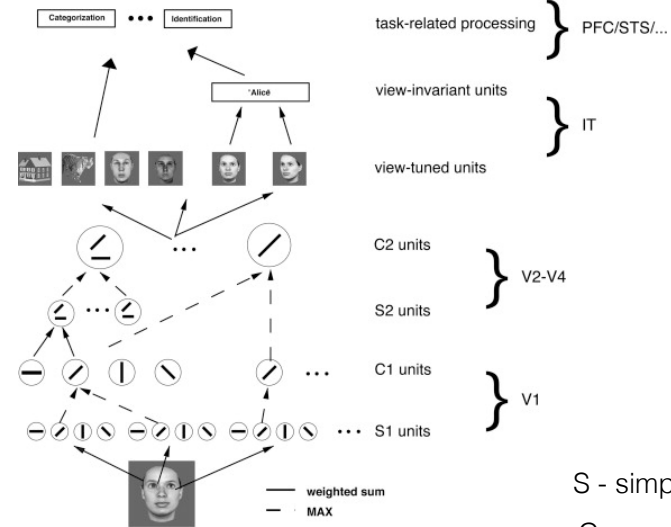 Categorization ••• Identification
task-related processing } PFC/STS/...
"Alice"
view-invariant units
} IT
view-tuned units
...
C2 units
} V2-V4
... S2 units
... C1 units
} V1
... S1 units
weighted sum
MAX
S - simp